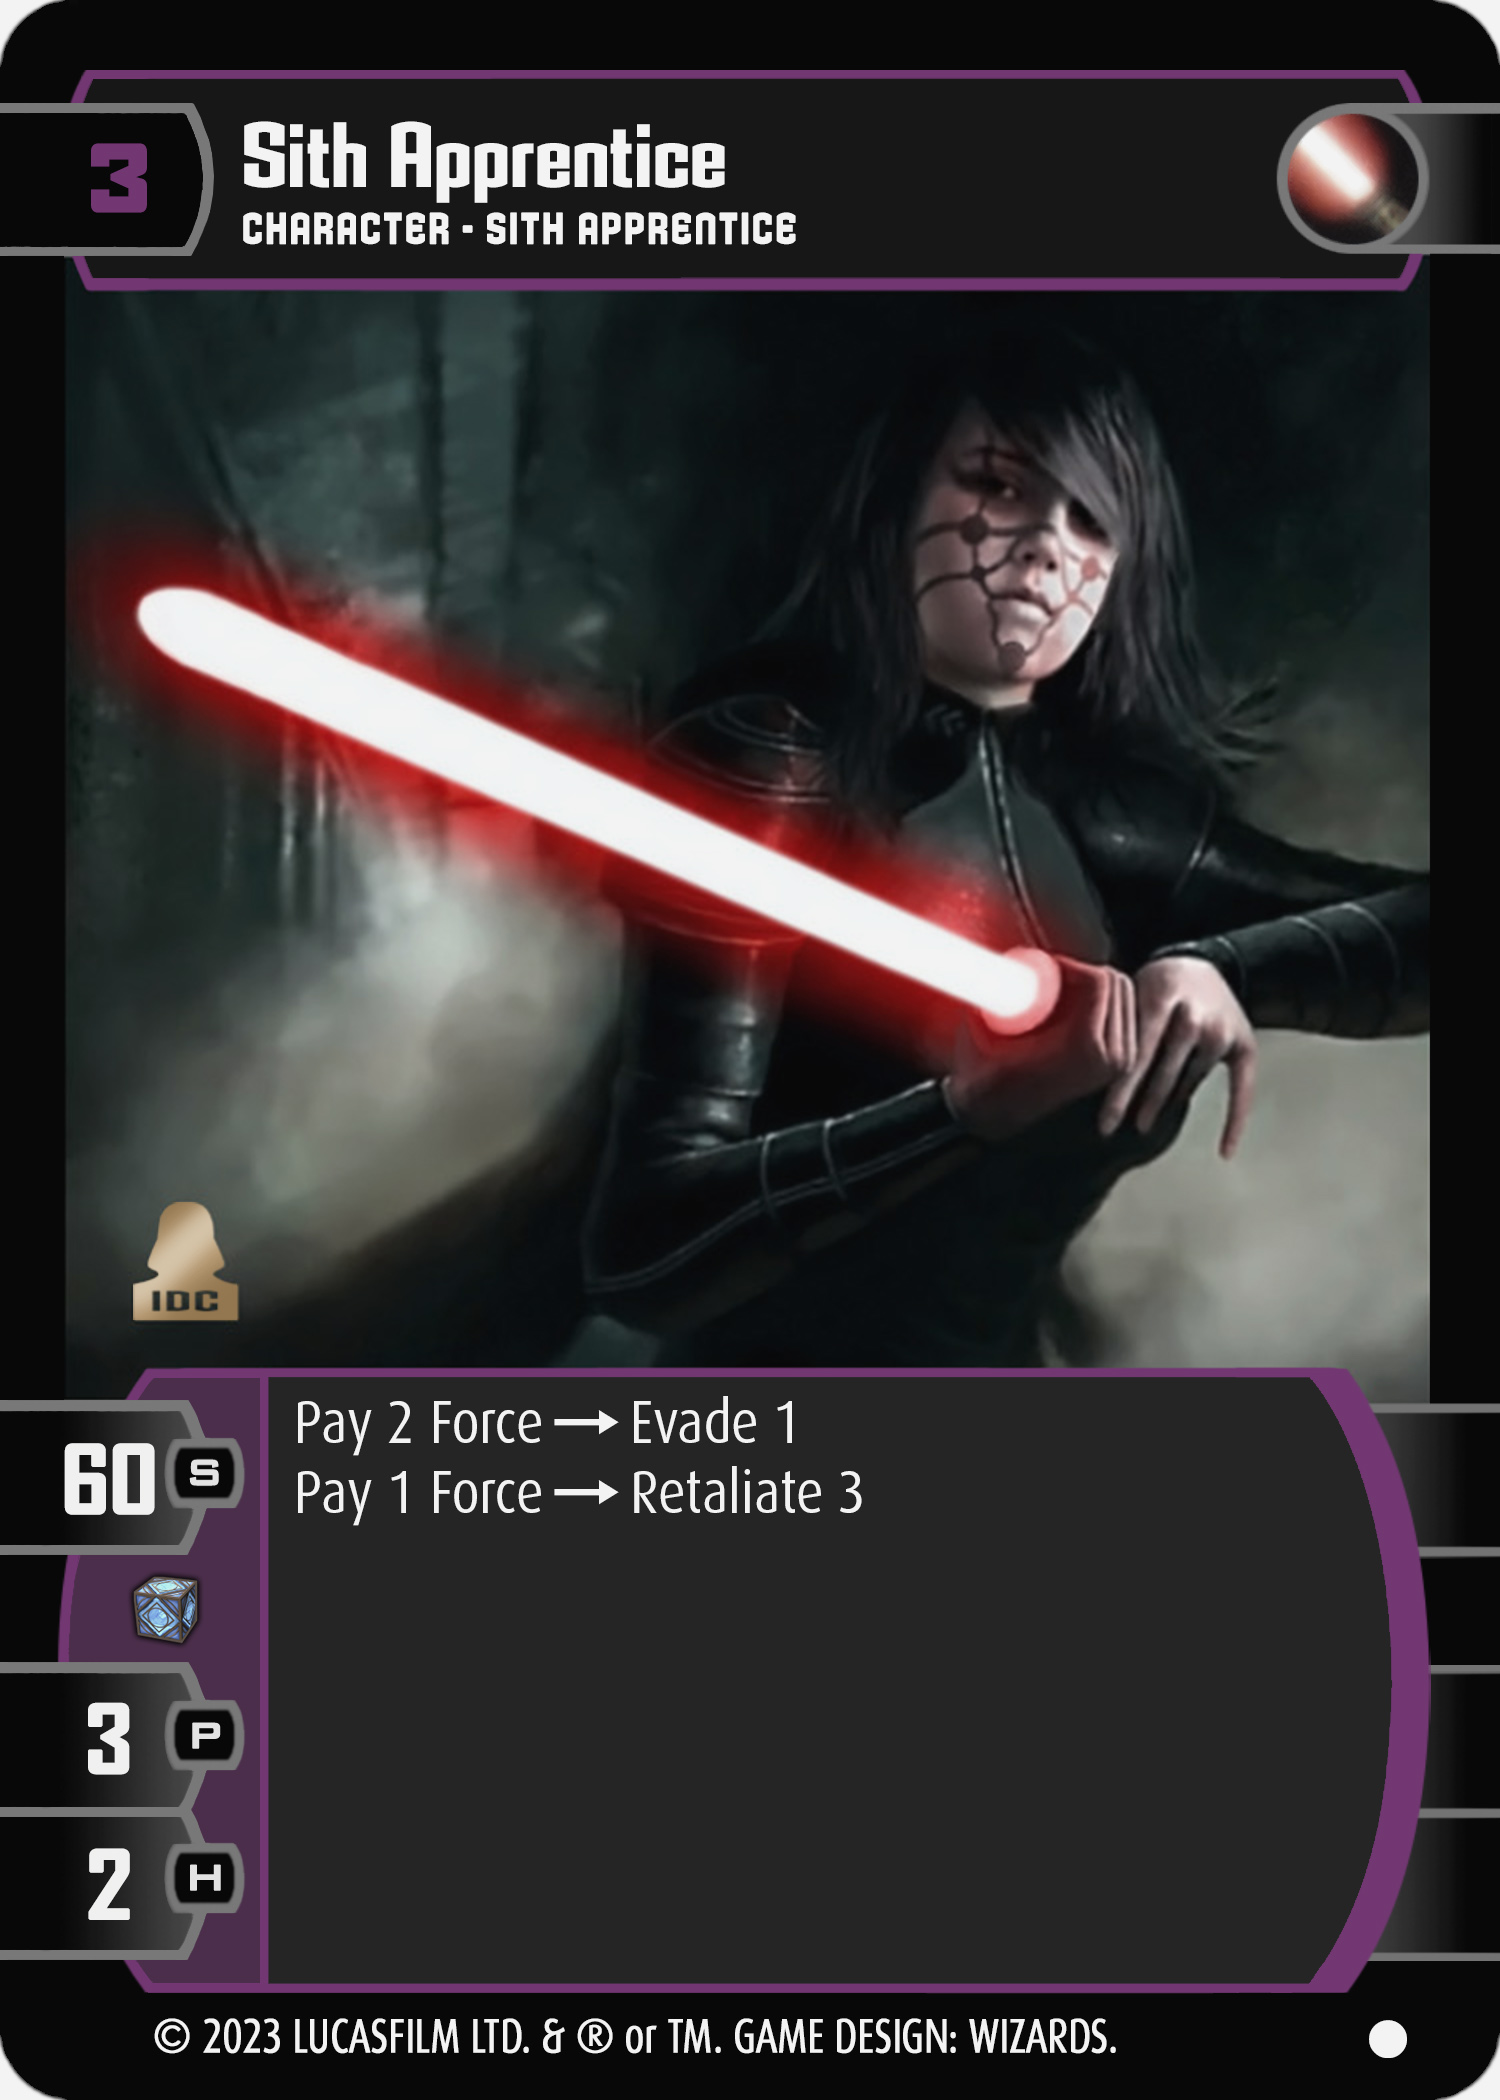 3
Sith Apprentice
CHARACTER - SITH APPRENTICE
IDC
60 S
Pay 2 Force → Evade 1
Pay 1 Force → Retaliate 3
3 P
2 H
© 2023 LUCASFILM LTD. & ® or TM. GAME DESIGN: WIZARDS.